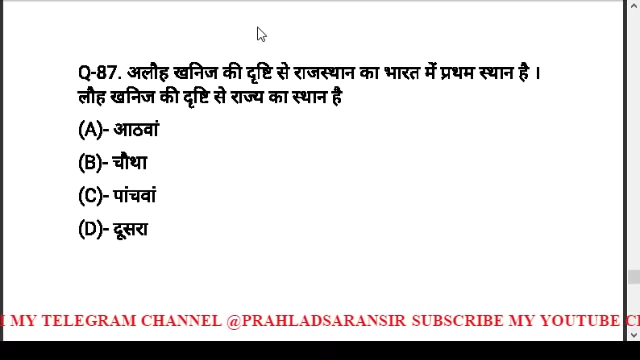 Q-87. अलौह खनिज की दृष्टि से राजस्थान का भारत में प्रथम स्थान है ।
लौह खनिज की दृष्टि से राज्य का स्थान है
(A)- आठवां
(B)- चौथा
(C)- पांचवां
(D)- दूसरा
MY TELEGRAM CHANNEL @PRAHLADSARANSIR SUBSCRIBE MY YOUTUBE